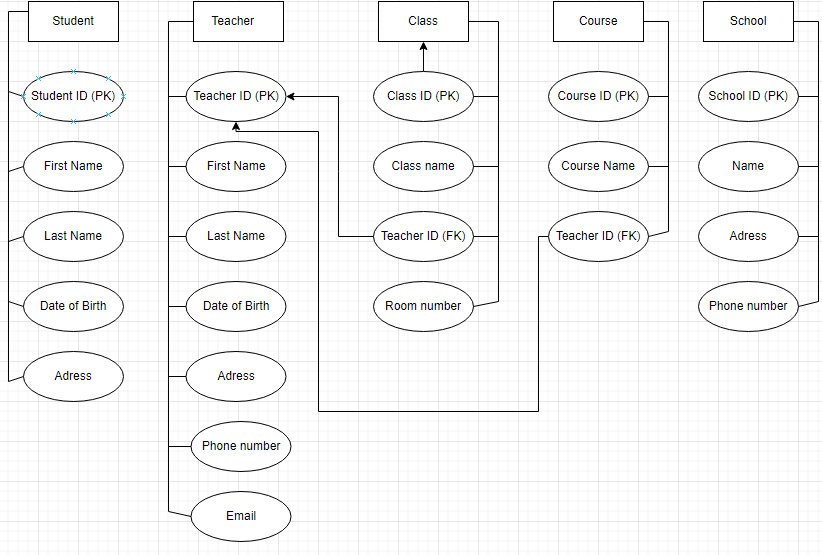 Student
Teacher
Class
Course
School
Student ID (PK)
Teacher ID (PK)
Class ID (PK)
Course ID (PK)
School ID (PK)
First Name
First Name
Class name
Course Name
Name
Last Name
Last Name
Teacher ID (FK)
Teacher ID (FK)
Adress
Date of Birth
Date of Birth
Room number
Phone number
Adress
Adress
Phone number
Email